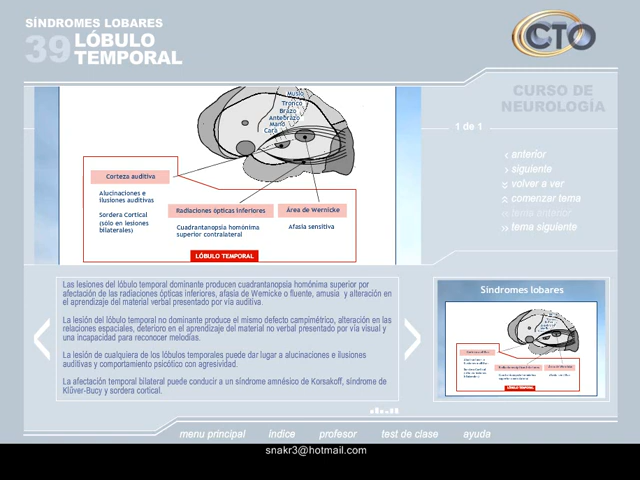 SÍNDROMES LOBARES
39 LÓBULO
TEMPORAL
CTO
CURSO DE
NEUROLOGÍA
1 de 1
anterior
siguiente
volver a ver
comenzar tema
tema anterior
tema siguiente
Muslo
Tronco
Brazo
Antebrazo
Mano
Cara
Corteza auditiva
Alucinaciones e
ilusiones auditivas
Sordera Cortical
(sólo en lesiones
bilaterales)
Radiaciones ópticas inferiores
Cuadrantanopsia homónima
superior contralateral
Área de Wernicke
Afasia sensitiva
LÓBULO TEMPORAL
Las lesiones del lóbulo temporal dominante producen cuadrantanopsia homónima superior por
afectación de las radiaciones ópticas inferiores, afasia de Wernicke o fluente, amusia y alteración en
el aprendizaje del material verbal presentado por vía auditiva.
La lesión del lóbulo temporal no dominante produce el mismo defecto campimétrico, alteración en las
relaciones espaciales, deterioro en el aprendizaje del material no verbal presentado por vía visual y
una incapacidad para reconocer melodías.
La lesión de cualquiera de los lóbulos temporales puede dar lugar a alucinaciones e ilusiones
auditivas y comportamiento psicótico con agresividad.
La afectación temporal bilateral puede conducir a un síndrome amnésico de Korsakoff, síndrome de
Klüver-Bucy y sordera cortical.
Síndromes lobares
LÓBULO TEMPORAL
menu principal índice profesor test de clase ayuda
snakr3@hotmail.com